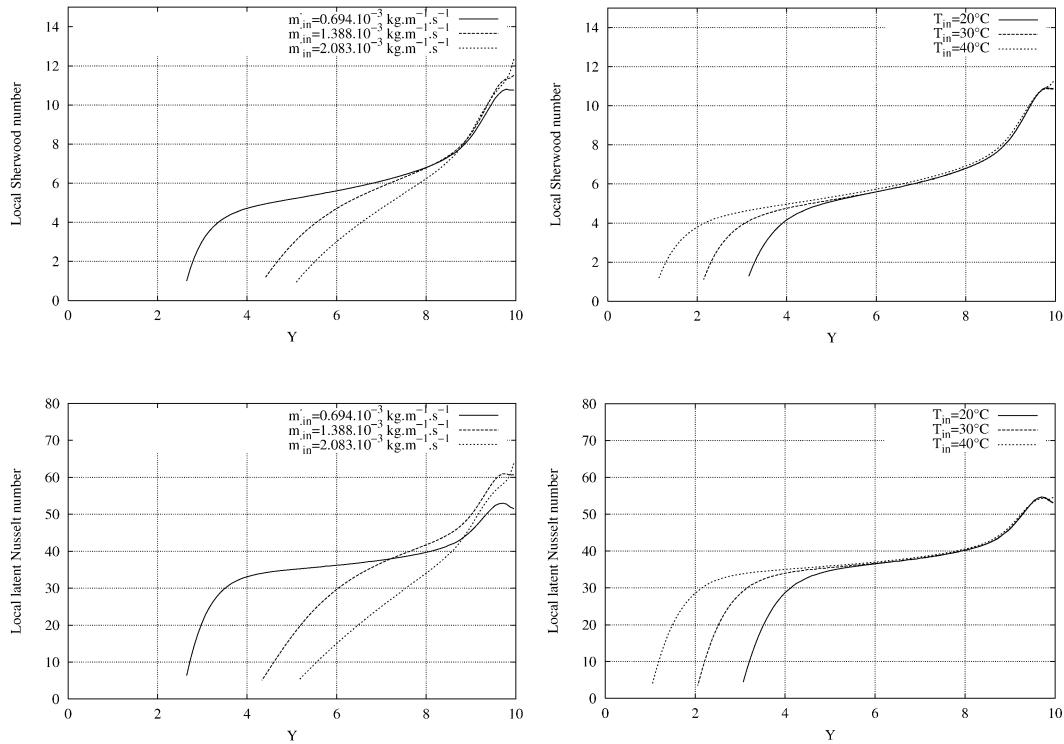 Local Sherwood number
14
12
10
8
6
4
2
0
0 2 4 6 8 10
Y
ṁin=0.694.10⁻³ kg.m⁻¹.s⁻¹
ṁin=1.388.10⁻³ kg.m⁻¹.s⁻¹
ṁin=2.083.10⁻³ kg.m⁻¹.s⁻¹
Local Sherwood number
14
12
10
8
6
4
2
0
0 2 4 6 8 10
Y
Tin=20°C
Tin=30°C
Tin=40°C
Local latent Nusselt number
80
70
60
50
40
30
20
10
0
0 2 4 6 8 10
Y
ṁin=0.694.10⁻³ kg.m⁻¹.s⁻¹
ṁin=1.388.10⁻³ kg.m⁻¹.s⁻¹
ṁin=2.083.10⁻³ kg.m⁻¹.s⁻¹
Local latent Nusselt number
80
70
60
50
40
30
20
10
0
0 2 4 6 8 10
Y
Tin=20°C
Tin=30°C
Tin=40°C